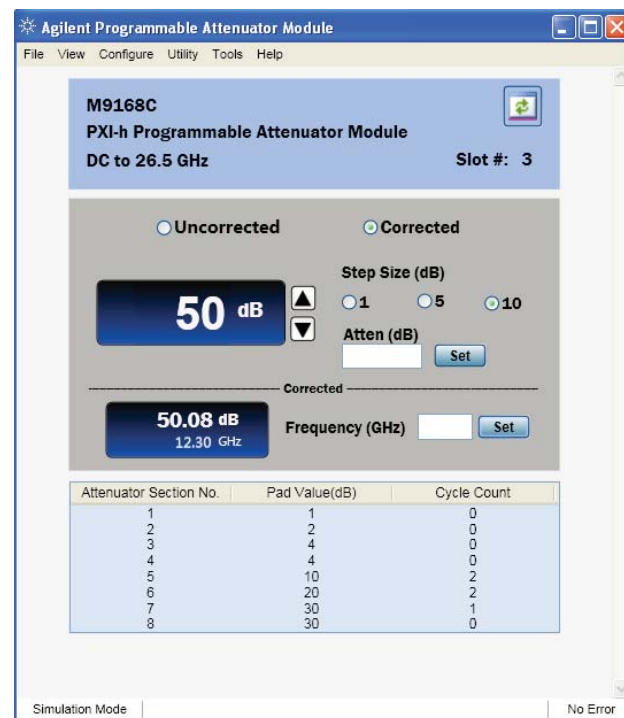 Agilent Programmable Attenuator Module
File View Configure Utility Tools Help
M9168C
PXI-h Programmable Attenuator Module
DC to 26.5 GHz Slot #: 3
Uncorrected Corrected
Step Size (dB)
50 dB 1 5 10
Atten (dB)
Set
Corrected
50.08 dB
12.30 GHz
Frequency (GHz) Set
Attenuator Section No. Pad Value(dB) Cycle Count
1 1 0
2 2 0
3 4 0
4 4 0
5 10 2
6 20 2
7 30 1
8 30 0
Simulation Mode No Error